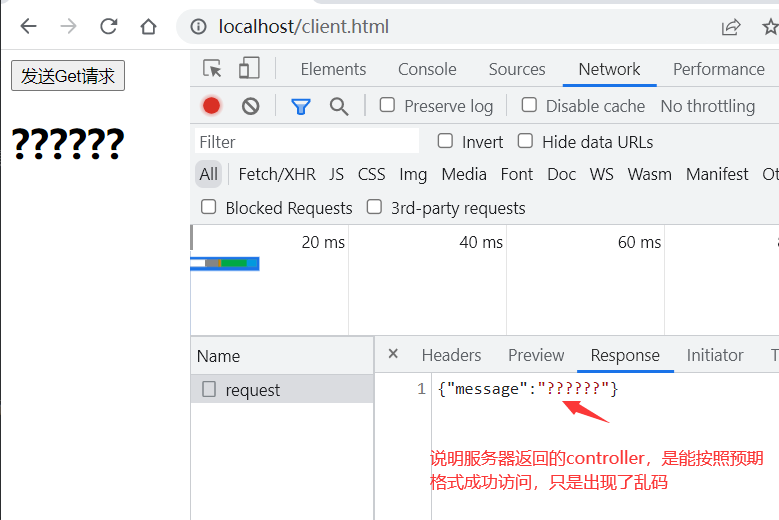 localhost/client.html
发送Get请求
??????
Elements Console Sources Network Performance
Preserve log Disable cache No throttling
Filter Invert Hide data URLs
All Fetch/XHR JS CSS Img Media Font Doc WS Wasm Manifest Ot
Blocked Requests 3rd-party requests
20 ms 40 ms 60 ms
Name
request
× Headers Preview Response Initiator T
1 {"message":"??????"}
说明服务器返回的controller，是能按照预期
格式成功访问，只是出现了乱码